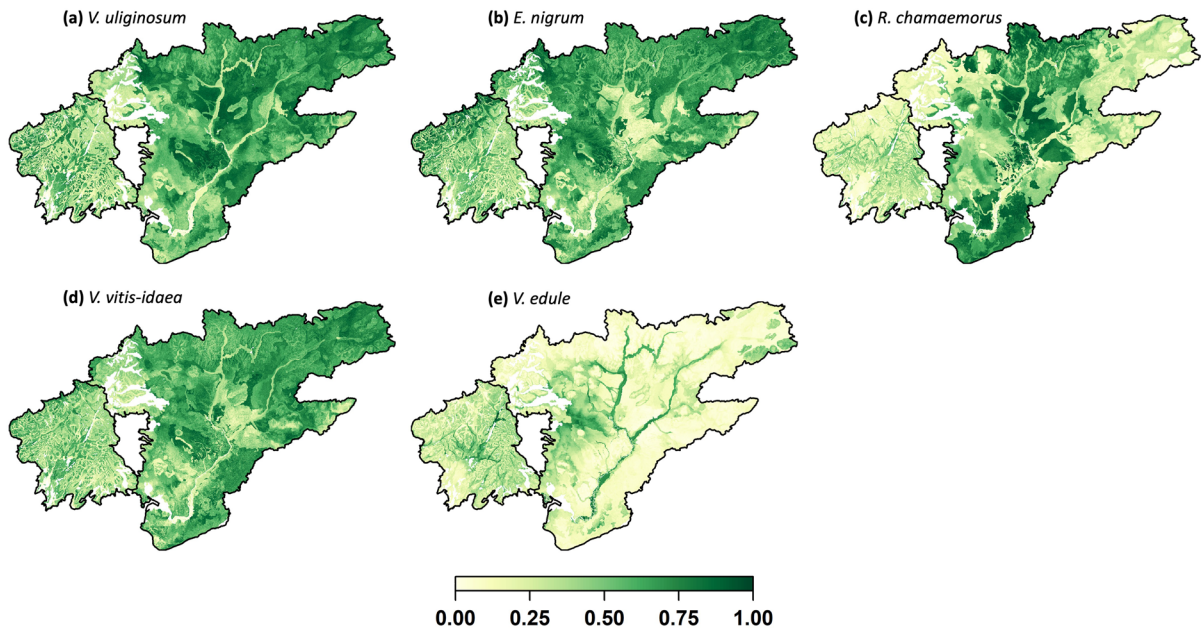 (a) V. uliginosum
(b) E. nigrum
(c) R. chamaemorus
(d) V. vitis-idaea
(e) V. edule
0.00 0.25 0.50 0.75 1.00